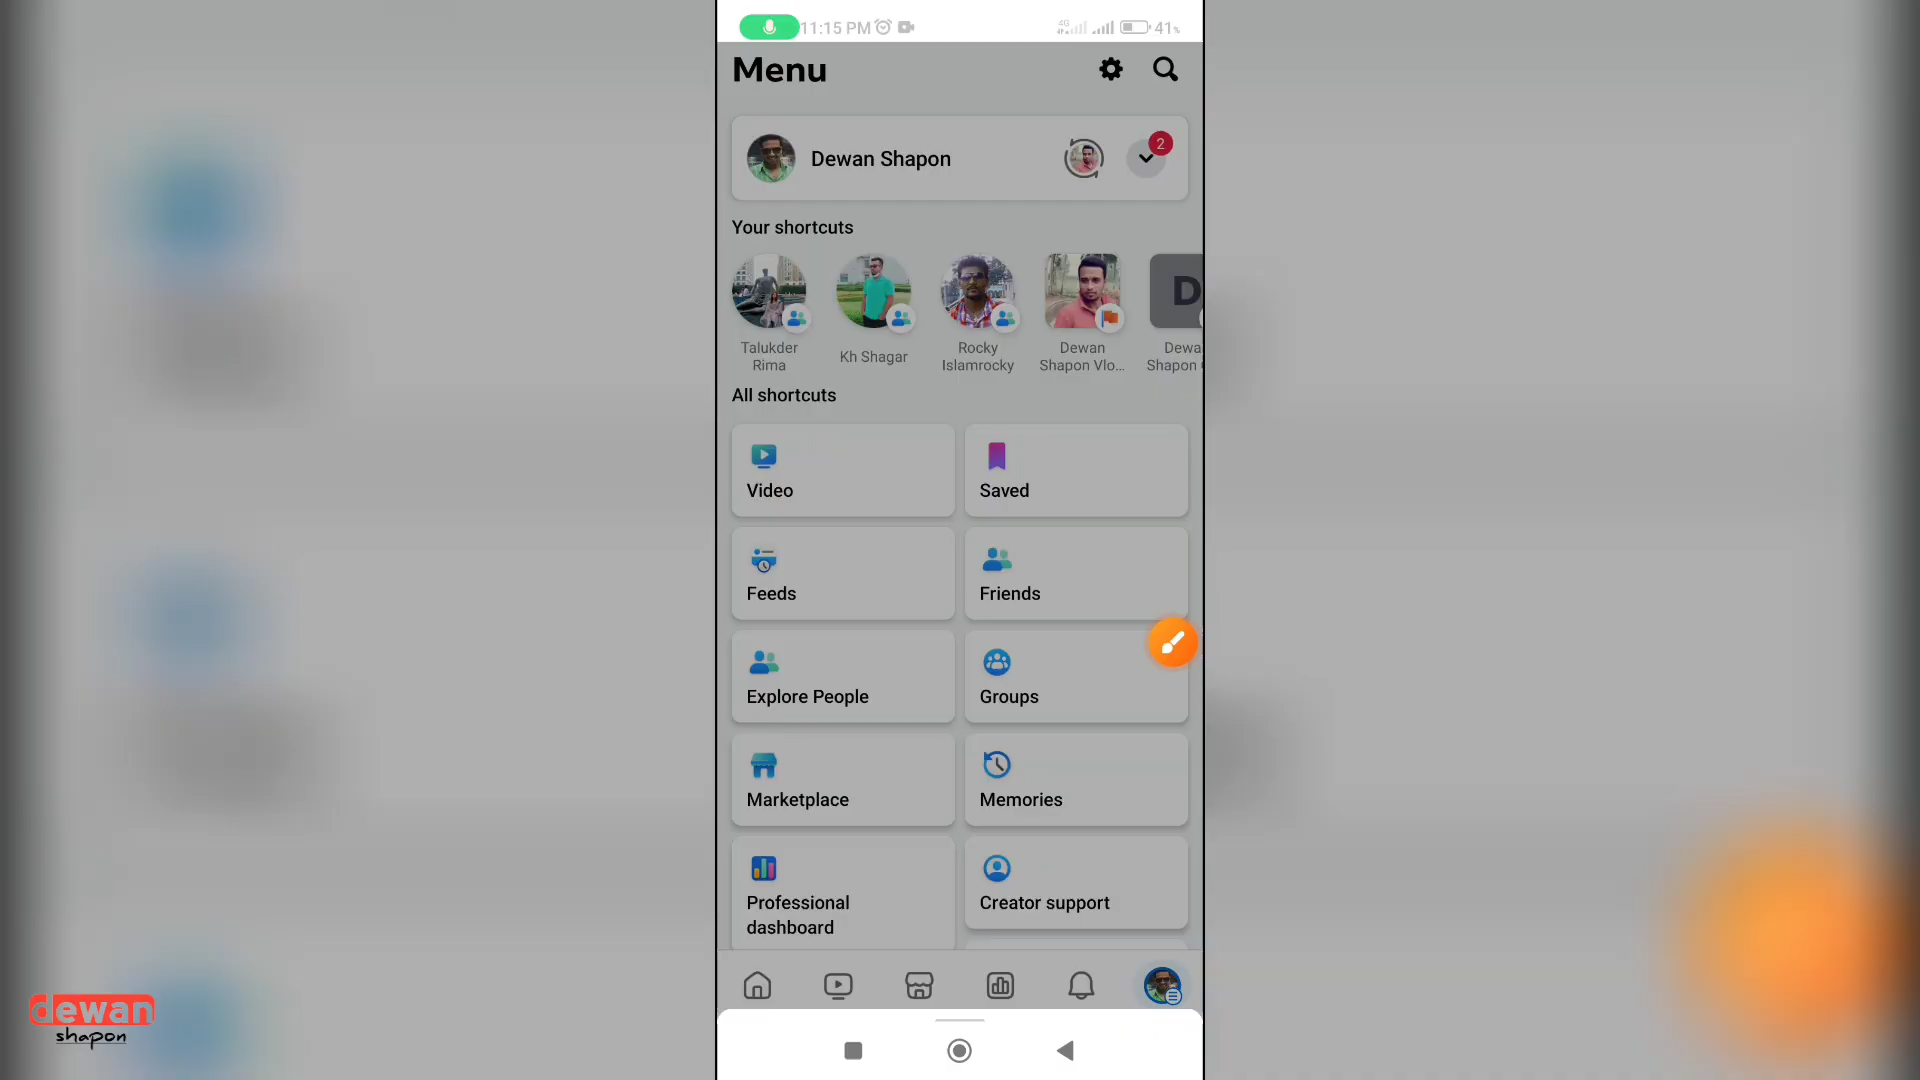 11:15 PM
4G
41%
Menu
Dewan Shapon
2
Your shortcuts
Talukder
Rima
Kh Shagar
Rocky
Islamrocky
Dewan
Shapon Vlo...
D
Dewa
Shapon
All shortcuts
Video
Saved
Feeds
Friends
Explore People
Groups
Marketplace
Memories
Professional
dashboard
Creator support
dewan
shapon